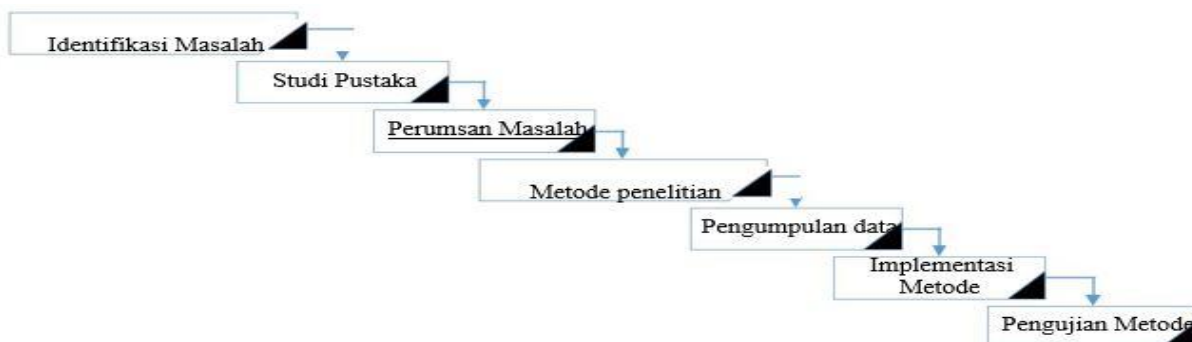 Identifikasi Masalah
Studi Pustaka
Perumsan Masalah
Metode penelitian
Pengumpulan data
Implementasi
Metode
Pengujian Metode